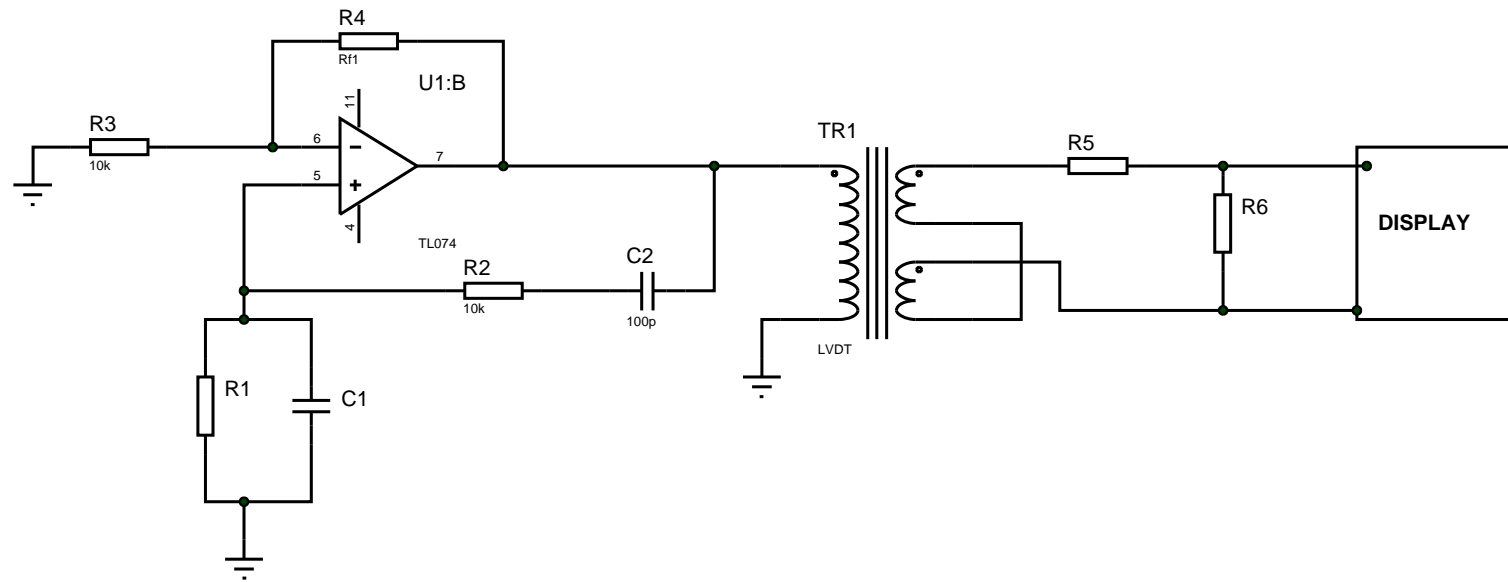 R4
Rf1
U1:B
11
R3
10k
6
7
5
4
TL074
R2
10k
C2
100p
R1
C1
TR1
LVDT
R5
R6
DISPLAY